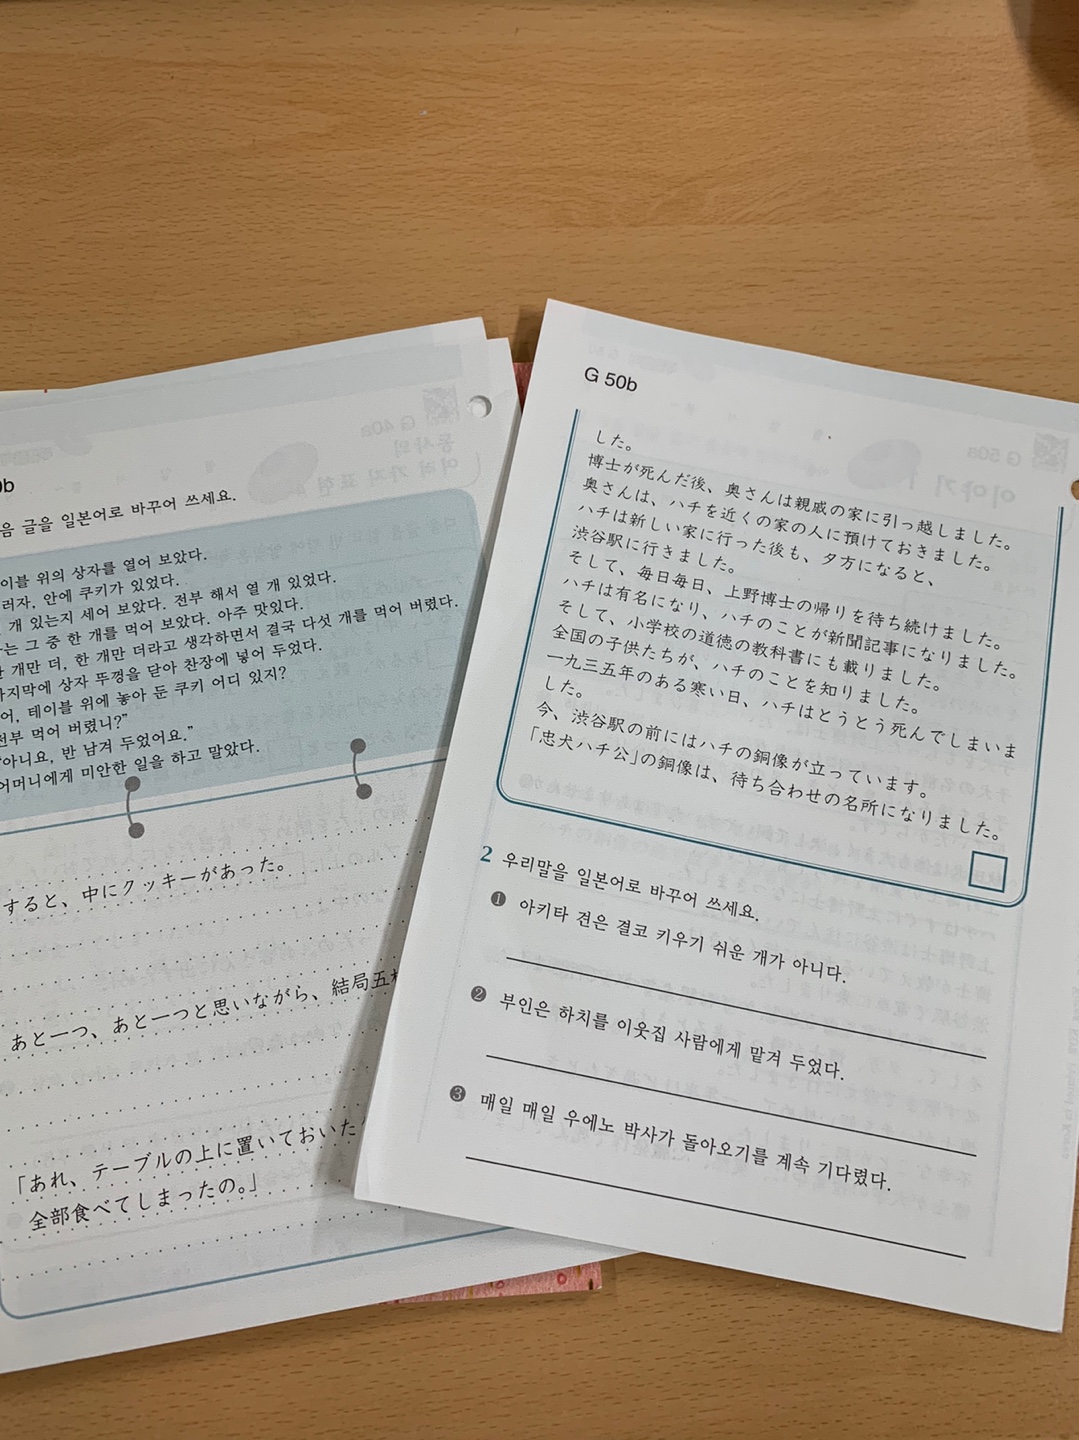 0b
음 글을 일본어로 바꾸어 쓰세요.
이블 위의 상자를 열어 보았다.
러자, 안에 쿠키가 있었다.
개 있는지 세어 보았다. 전부 해서 열 개 있었다.
는 그 중 한 개를 먹어 보았다. 아주 맛있다.
개만 더, 한 개만 더라고 생각하면서 결국 다섯 개를 먹어 버렸다.
지막에 상자 뚜껑을 닫아 찬장에 넣어 두었다.
어, 테이블 위에 놓아 둔 쿠키 어디 있지?
전부 먹어 버렸니?"
"아니요, 반 남겨 두었어요."
어머니에게 미안한 일을 하고 말았다.
すると、中にクッキーがあった。
あと一つ、あと一つと思いながら、結局五
「あれ、テーブルの上に置いておいた
全部食べてしまったの。」
G 50b
した。
博士が死んだ後、奥さんは親戚の家に引っ越しました。
奥さんは、ハチを近くの家の人に預けておきました。
ハチは新しい家に行った後も、夕方になると、
渋谷駅に行きました。
そして、毎日毎日、上野博士の帰りを待ち続けました。
ハチは有名になり、ハチのことが新聞記事になりました。
そして、小学校の道徳の教科書にも載りました。
全国の子供たちが、ハチのことを知りました。
一九三五年のある寒い日、ハチはとうとう死んでしまいま
した。
今、渋谷駅の前にはハチの銅像が立っています。
「忠犬ハチ公」の銅像は、待ち合わせの名所になりました。
2 우리말을 일본어로 바꾸어 쓰세요.
❶ 아키타 견은 결코 키우기 쉬운 개가 아니다.
❷ 부인은 하치를 이웃집 사람에게 맡겨 두었다.
❸ 매일 매일 우에노 박사가 돌아오기를 계속 기다렸다.